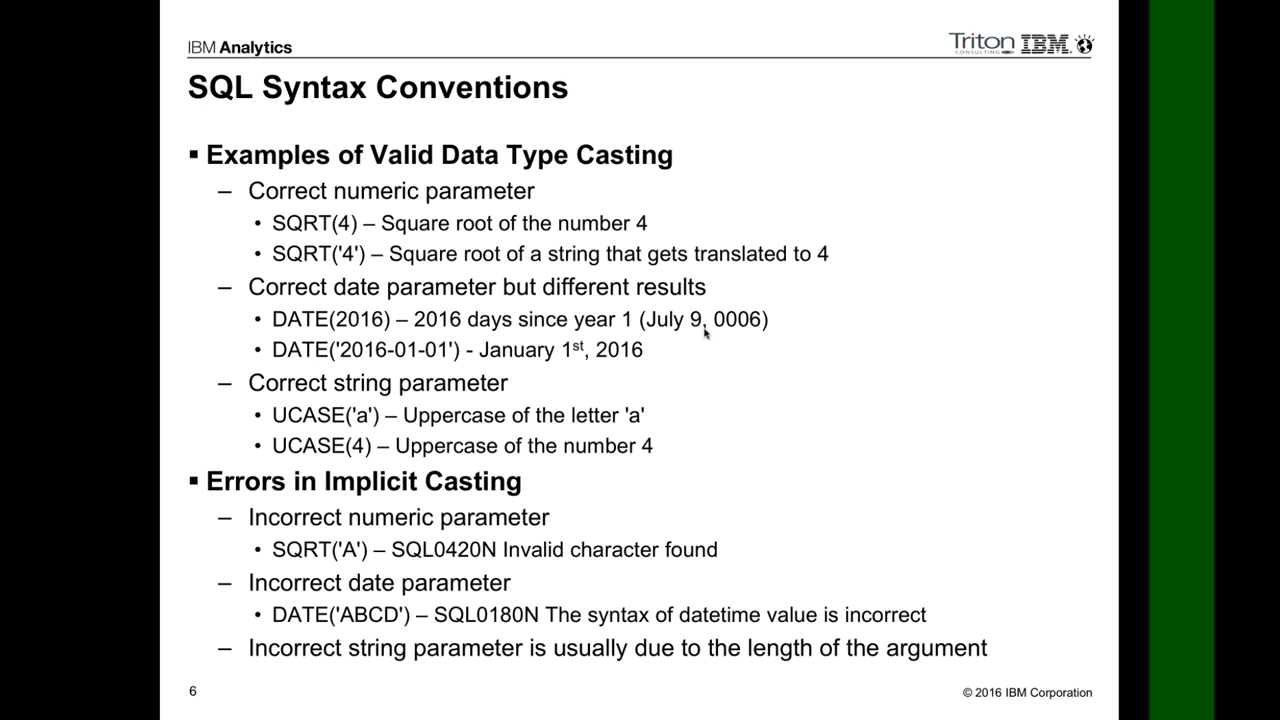 IBM Analytics
Triton IBM
CONSULTING
SQL Syntax Conventions
▪ Examples of Valid Data Type Casting
– Correct numeric parameter
• SQRT(4) – Square root of the number 4
• SQRT('4') – Square root of a string that gets translated to 4
– Correct date parameter but different results
• DATE(2016) – 2016 days since year 1 (July 9, 0006)
• DATE('2016-01-01') - January 1st, 2016
– Correct string parameter
• UCASE('a') – Uppercase of the letter 'a'
• UCASE(4) – Uppercase of the number 4
▪ Errors in Implicit Casting
– Incorrect numeric parameter
• SQRT('A') – SQL0420N Invalid character found
– Incorrect date parameter
• DATE('ABCD') – SQL0180N The syntax of datetime value is incorrect
– Incorrect string parameter is usually due to the length of the argument
6
© 2016 IBM Corporation